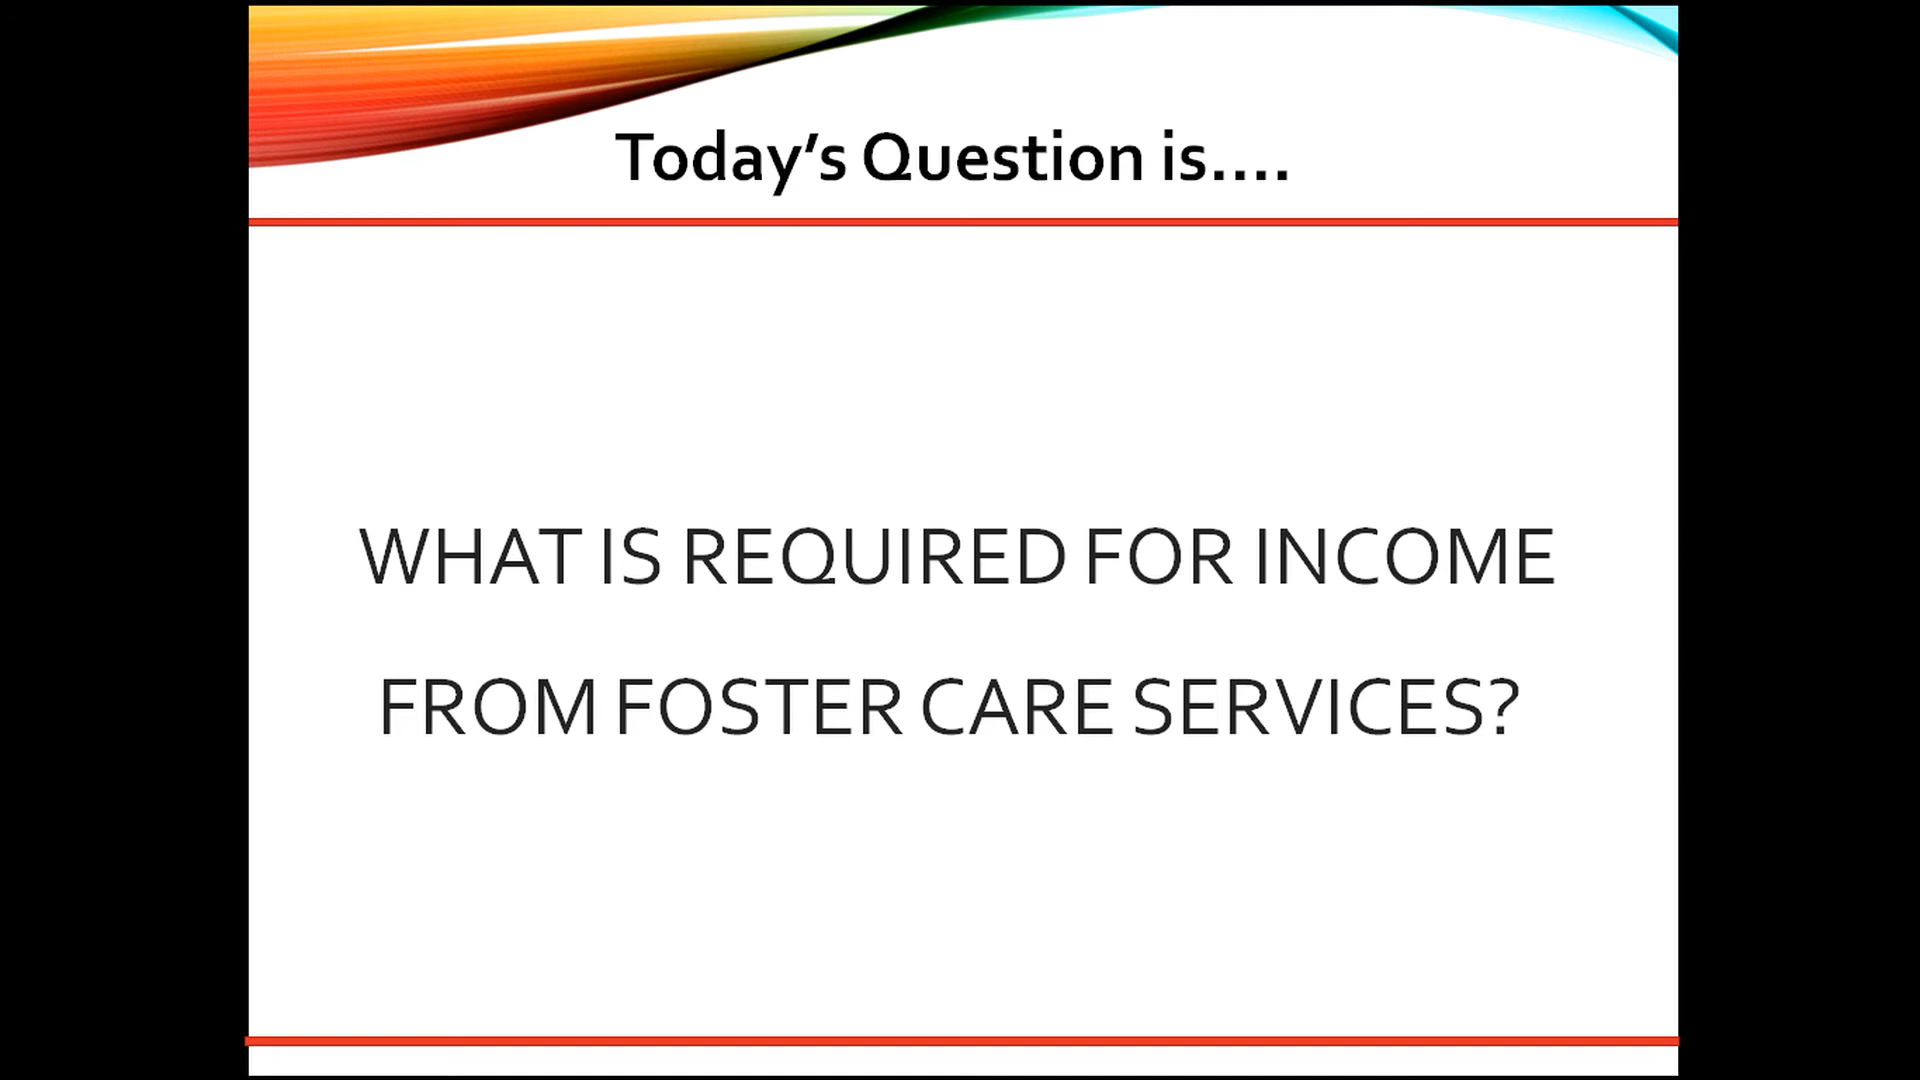 Today’s Question is....
WHAT IS REQUIRED FOR INCOME
FROM FOSTER CARE SERVICES?